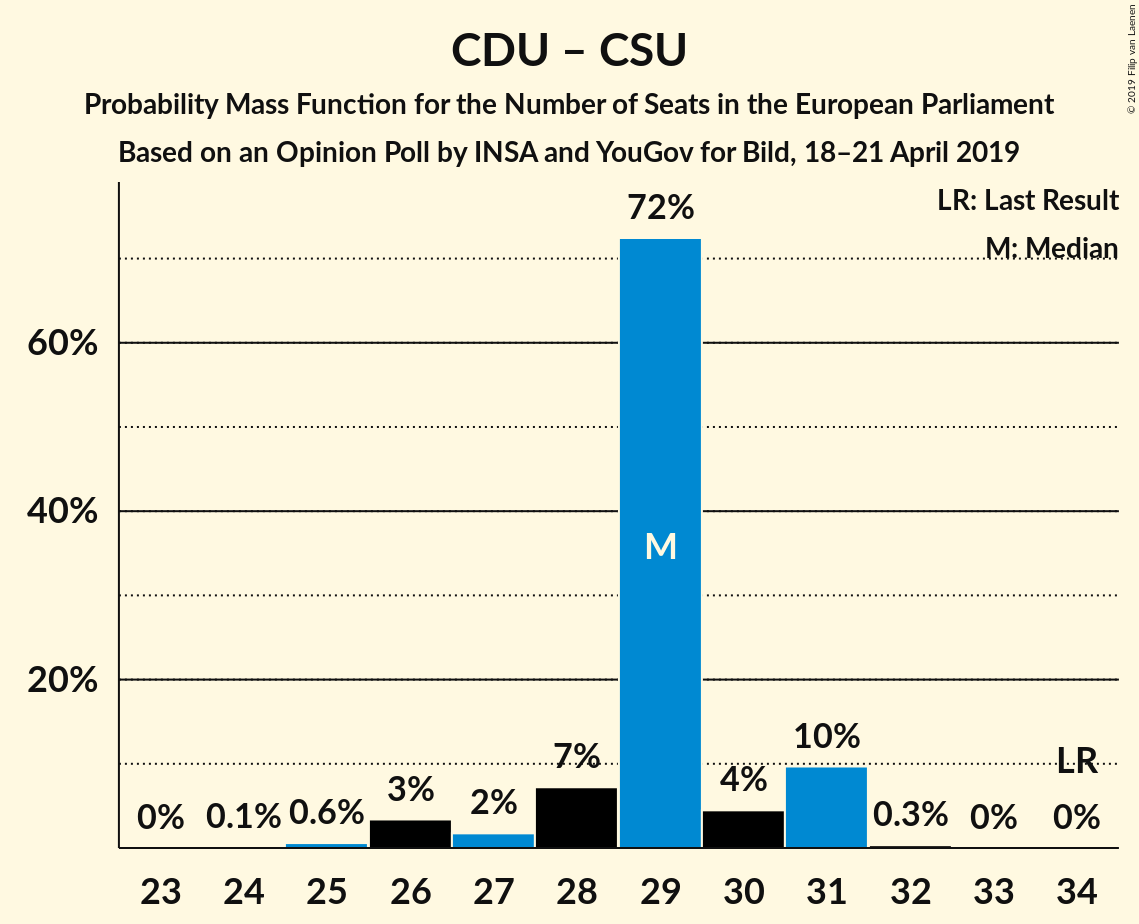 CDU – CSU
Probability Mass Function for the Number of Seats in the European Parliament
Based on an Opinion Poll by INSA and YouGov for Bild, 18–21 April 2019
© 2019 Filip van Laenen
LR: Last Result
M: Median
72%
60%
40%
20%
M
0%
0.1%
0.6%
3%
2%
7%
4%
10%
0.3%
0%
LR
0%
23 24 25 26 27 28 29 30 31 32 33 34